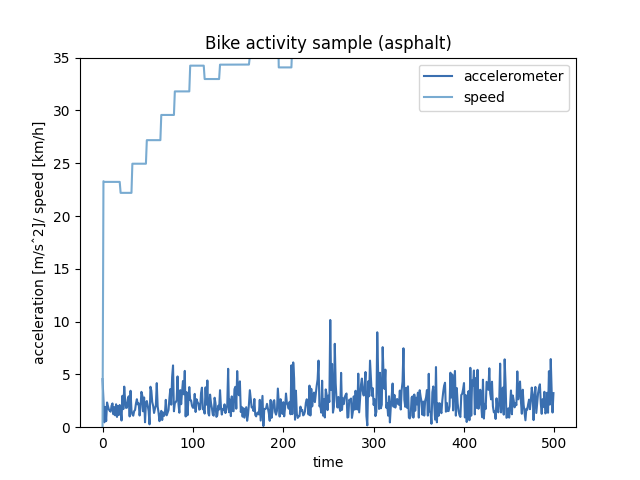 Bike activity sample (asphalt)
accelerometer
speed
acceleration [m/sˆ2]/ speed [km/h]
35
30
25
20
15
10
5
0
0 100 200 300 400 500
time